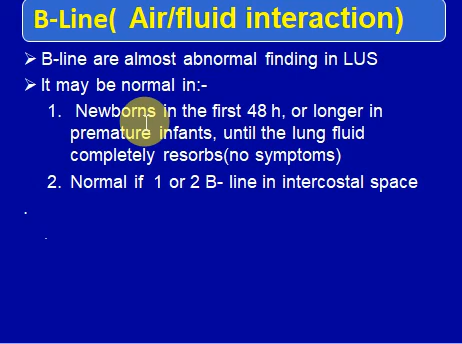 B-Line( Air/fluid interaction)
➢ B-line are almost abnormal finding in LUS
➢ It may be normal in:-
1. Newborns in the first 48 h, or longer in
premature infants, until the lung fluid
completely resorbs(no symptoms)
2. Normal if 1 or 2 B- line in intercostal space
.
.